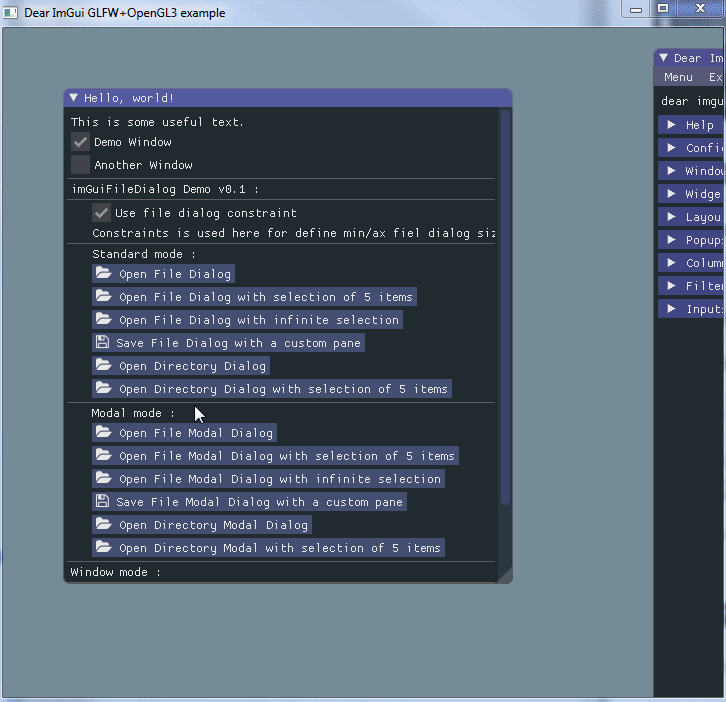 Dear ImGui GLFW+OpenGL3 example
Hello, world!
This is some useful text.
Demo Window
Another Window
imGuiFileDialog Demo v0.1 :
Use file dialog constraint
Constraints is used here for define min/ax fiel dialog siz
Standard mode :
Open File Dialog
Open File Dialog with selection of 5 items
Open File Dialog with infinite selection
Save File Dialog with a custom pane
Open Directory Dialog
Open Directory Dialog with selection of 5 items
Modal mode :
Open File Modal Dialog
Open File Modal Dialog with selection of 5 items
Open File Modal Dialog with infinite selection
Save File Modal Dialog with a custom pane
Open Directory Modal Dialog
Open Directory Modal with selection of 5 items
Window mode :
Dear Im
Menu Ex
dear imgu
Help
Config
Window
Widge
Layou
Popup
Colum
Filte
Input